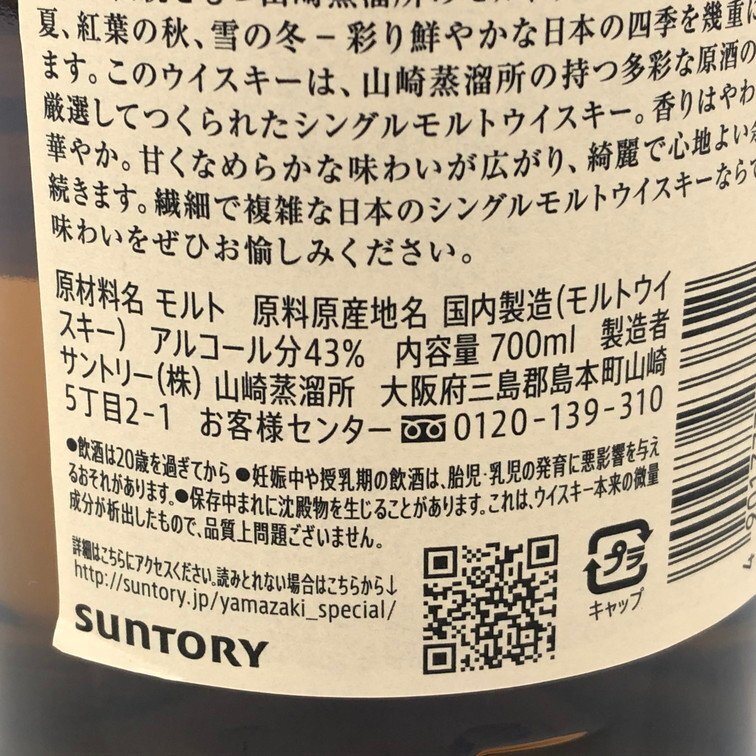 山崎蒸溜所のモルト
夏、紅葉の秋、雪の冬－彩り鮮やかな日本の四季を幾重に
ます。このウイスキーは、山崎蒸溜所の持つ多彩な原酒の
厳選してつくられたシングルモルトウイスキー。香りはやわ
華やか。甘くなめらかな味わいが広がり、綺麗で心地よい余
続きます。繊細で複雑な日本のシングルモルトウイスキーならで
味わいをぜひお愉しみください。
原材料名 モルト 原料原産地名 国内製造(モルトウイ
スキー) アルコール分43% 内容量 700ml 製造者
サントリー(株) 山崎蒸溜所 大阪府三島郡島本町山崎
5丁目2-1 お客様センター 0120-139-310
●飲酒は20歳を過ぎてから ●妊娠中や授乳期の飲酒は、胎児・乳児の発育に悪影響を与え
るおそれがあります。●保存中まれに沈殿物を生じることがあります。これは、ウイスキー本来の微量
成分が析出したもので、品質上問題ございません。
詳細はこちらにアクセスください。読みとれない場合はこちらから↓
http://suntory.jp/yamazaki_special/
SUNTORY
プラ
キャップ